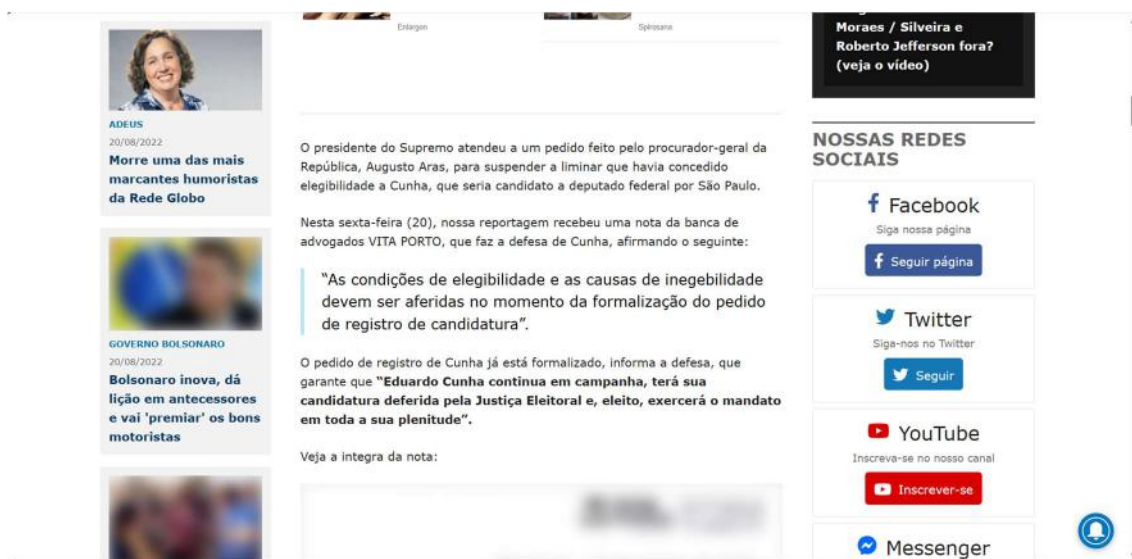 ADEUS
20/08/2022
Morre uma das mais
marcantes humoristas
da Rede Globo
GOVERNO BOLSONARO
20/08/2022
Bolsonaro inova, dá
lição em antecessores
e vai 'premiar' os bons
motoristas
Enlargon
Spirosana
O presidente do Supremo atendeu a um pedido feito pelo procurador-geral da
República, Augusto Aras, para suspender a liminar que havia concedido
elegibilidade a Cunha, que seria candidato a deputado federal por São Paulo.
Nesta sexta-feira (20), nossa reportagem recebeu uma nota da banca de
advogados VITA PORTO, que faz a defesa de Cunha, afirmando o seguinte:
“As condições de elegibilidade e as causas de inegebilidade
devem ser aferidas no momento da formalização do pedido
de registro de candidatura”.
O pedido de registro de Cunha já está formalizado, informa a defesa, que
garante que “Eduardo Cunha continua em campanha, terá sua
candidatura deferida pela Justiça Eleitoral e, eleito, exercerá o mandato
em toda a sua plenitude”.
Veja a integra da nota:
Moraes / Silveira e
Roberto Jefferson fora?
(veja o vídeo)
NOSSAS REDES
SOCIAIS
Facebook
Siga nossa página
Seguir página
Twitter
Siga-nos no Twitter
Seguir
YouTube
Inscreva-se no nosso canal
Inscrever-se
Messenger